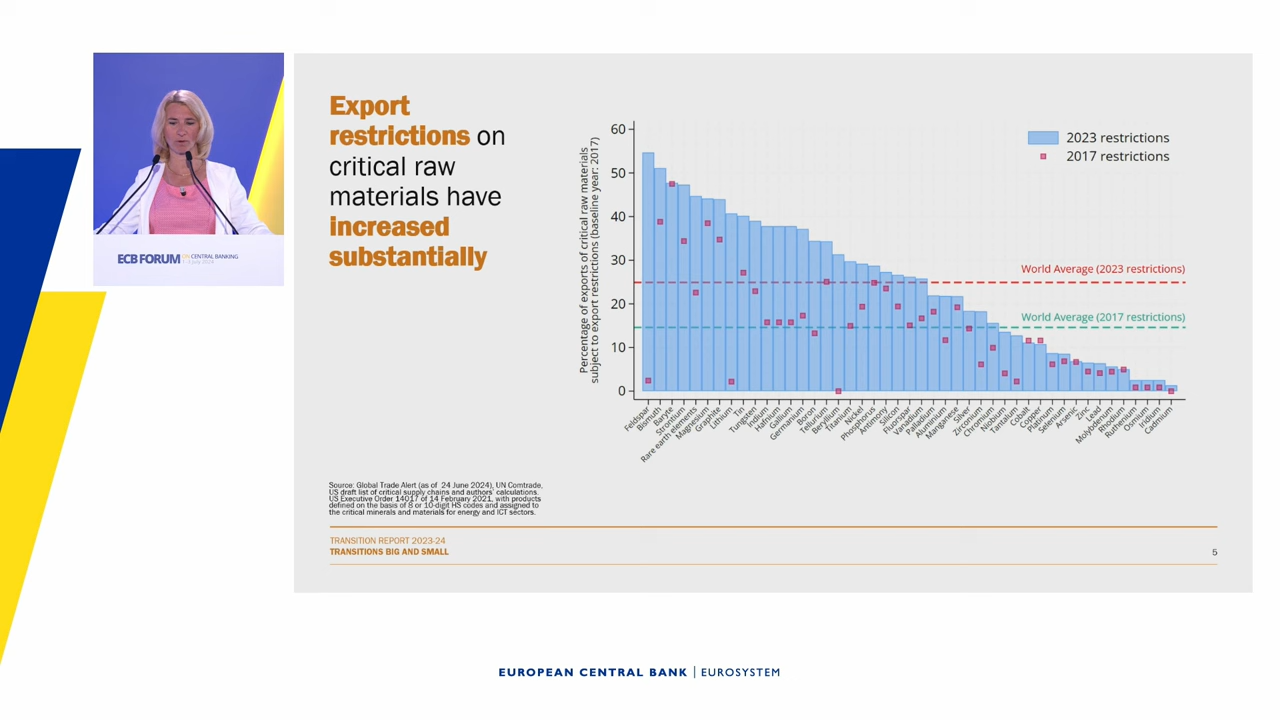 Export
restrictions on
critical raw
materials have
increased
substantially
Percentage of exports of critical raw materials
subject to export restrictions (baseline year: 2017)
60
50
40
30
20
10
0
2023 restrictions
2017 restrictions
World Average (2023 restrictions)
World Average (2017 restrictions)
Feldspar
Bismuth
Baryte
Strontium
Rare earth elements
Magnesium
Graphite
Lithium
Tin
Tungsten
Indium
Hafnium
Gallium
Germanium
Boron
Tellurium
Beryllium
Titanium
Nickel
Phosphorus
Antimony
Silicon
Fluorspar
Vanadium
Palladium
Aluminium
Manganese
Silver
Zirconium
Chromium
Niobium
Tantalum
Cobalt
Copper
Platinum
Selenium
Arsenic
Zinc
Lead
Molybdenum
Rhodium
Ruthenium
Osmium
Iridium
Cadmium
Source: Global Trade Alert (as of 24 June 2024), UN Comtrade,
US draft list of critical supply chains and authors' calculations.
US Executive Order 14017 of 14 February 2021, with products
defined on the basis of 8 or 10-digit HS codes and assigned to
the critical minerals and materials for energy and ICT sectors.
TRANSITION REPORT 2023-24
TRANSITIONS BIG AND SMALL
5
ECB FORUM ON CENTRAL BANKING
1-3 July 2024
EUROPEAN CENTRAL BANK | EUROSYSTEM